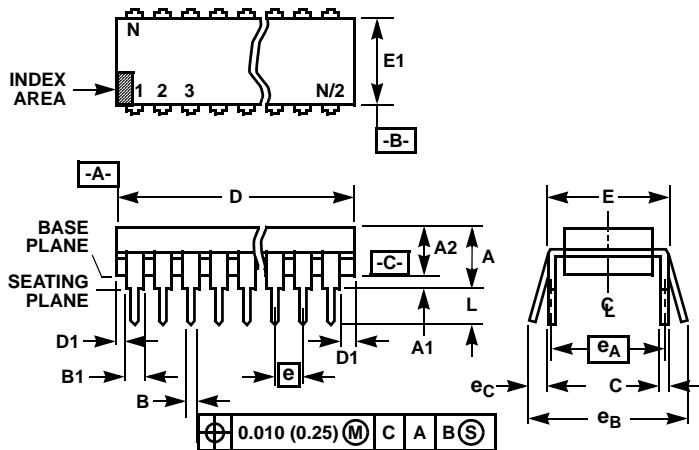 N
E1
INDEX
AREA
1 2 3 N/2
-B-
-A-
D
E
BASE
PLANE
A2
A
-C-
SEATING
PLANE
L
C L
D1
A1
D1
eA
B1
e
eC
C
B
eB
0.010 (0.25) M C A B S